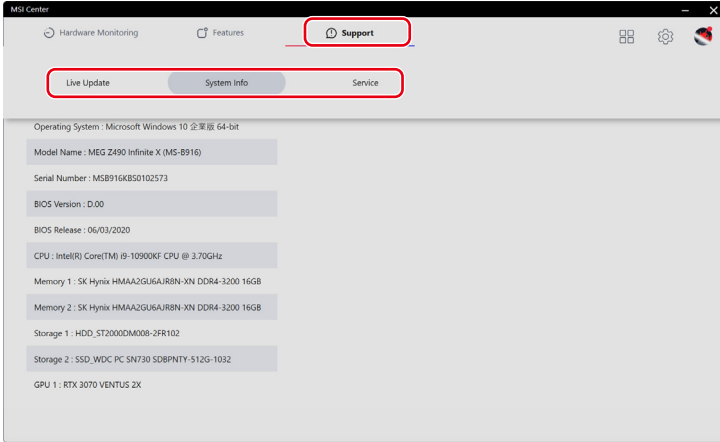 MSI Center
Hardware Monitoring
Features
Support
Live Update
System Info
Service
Operating System : Microsoft Windows 10 企業版 64-bit
Model Name : MEG Z490 Infinite X (MS-B916)
Serial Number : MSB916KBS0102573
BIOS Version : D.00
BIOS Release : 06/03/2020
CPU : Intel(R) Core(TM) i9-10900KF CPU @ 3.70GHz
Memory 1 : SK Hynix HMAA2GU6AJR8N-XN DDR4-3200 16GB
Memory 2 : SK Hynix HMAA2GU6AJR8N-XN DDR4-3200 16GB
Storage 1 : HDD_ST2000DM008-2FR102
Storage 2 : SSD_WDC PC SN730 SDBPNTY-512G-1032
GPU 1 : RTX 3070 VENTUS 2X